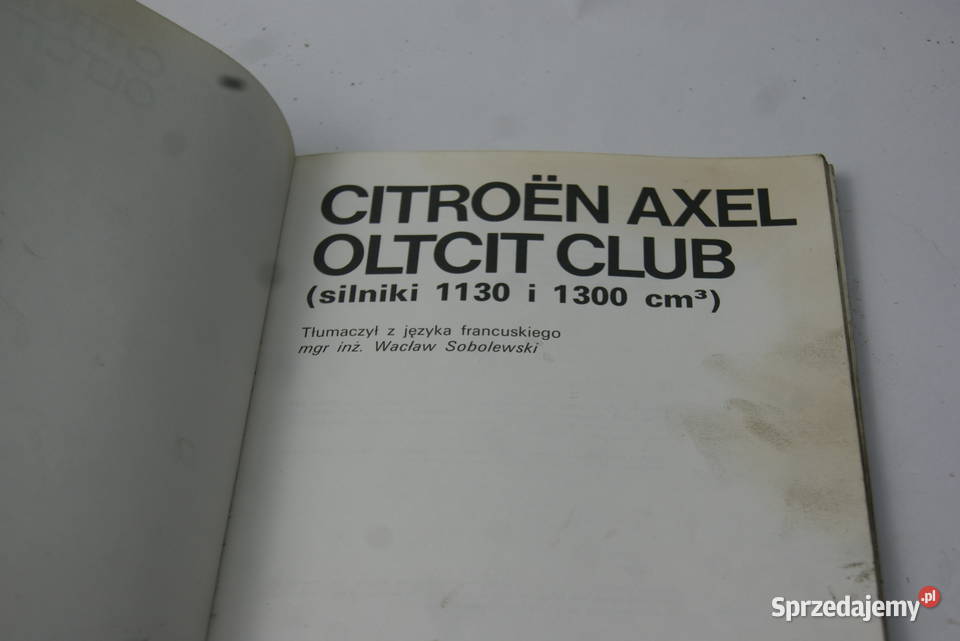 CITROËN AXEL
OLTCIT CLUB
(silniki 1130 i 1300 cm³)
Tłumaczył z języka francuskiego
mgr inż. Wacław Sobolewski
Sprzedajemy.pl